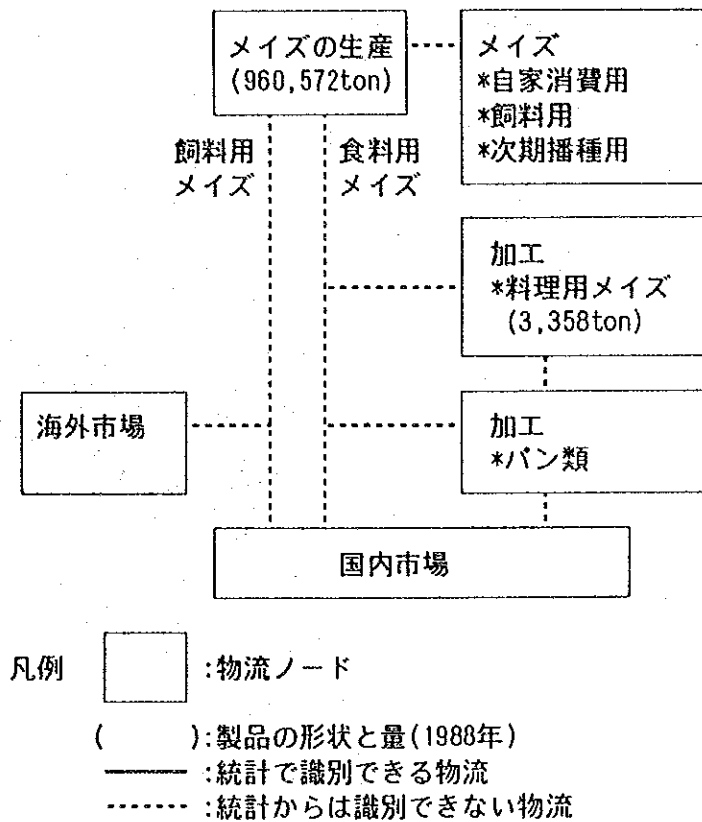 メイズの生産
(960,572ton)
メイズ
*自家消費用
*飼料用
*次期播種用
飼料用
メイズ
食料用
メイズ
加工
*料理用メイズ
(3,358ton)
海外市場
加工
*パン類
国内市場
凡例
:物流ノード
( ):製品の形状と量(1988年)
:統計で識別できる物流
:統計からは識別できない物流